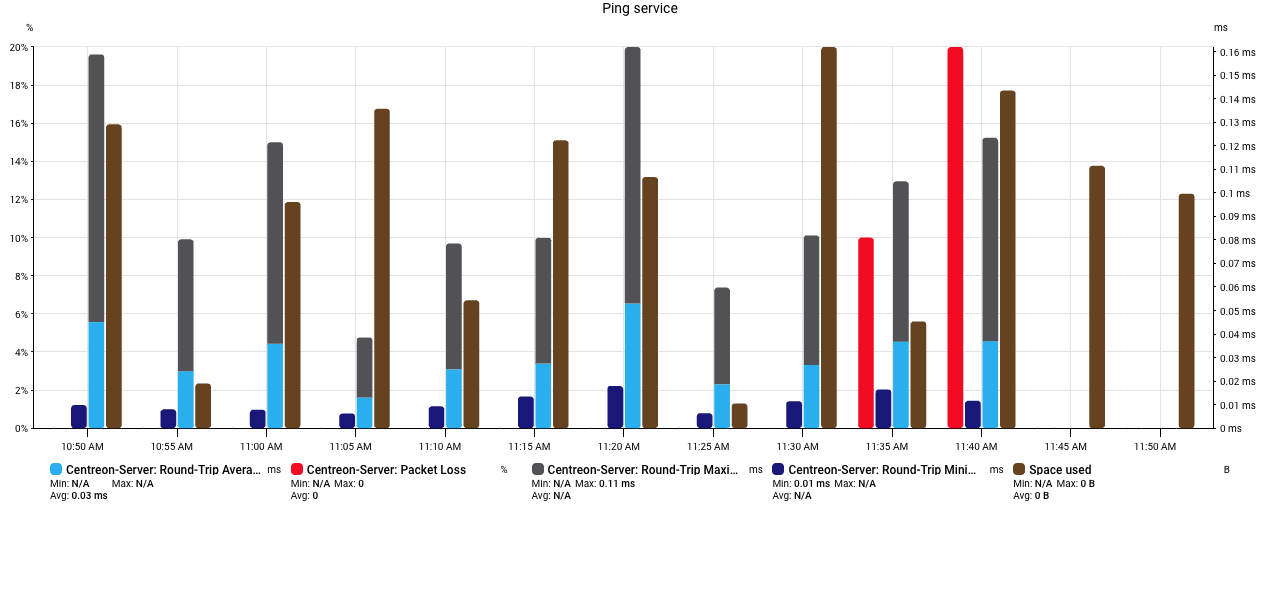 Ping service
% ms
20% 0.16 ms
18% 0.15 ms
0.14 ms
16% 0.13 ms
0.12 ms
14% 0.11 ms
12% 0.1 ms
0.09 ms
10% 0.08 ms
0.07 ms
8% 0.06 ms
6% 0.05 ms
0.04 ms
4% 0.03 ms
2% 0.02 ms
0.01 ms
0% 0 ms
10:50 AM 10:55 AM 11:00 AM 11:05 AM 11:10 AM 11:15 AM 11:20 AM 11:25 AM 11:30 AM 11:35 AM 11:40 AM 11:45 AM 11:50 AM
Centreon-Server: Round-Trip Avera... ms Centreon-Server: Packet Loss % Centreon-Server: Round-Trip Maxi... ms Centreon-Server: Round-Trip Mini... ms Space used B
Min: N/A Max: N/A Min: N/A Max: 0 Min: N/A Max: 0.11 ms Min: 0.01 ms Max: N/A Min: N/A Max: 0 B
Avg: 0.03 ms Avg: 0 Avg: N/A Avg: N/A Avg: 0 B